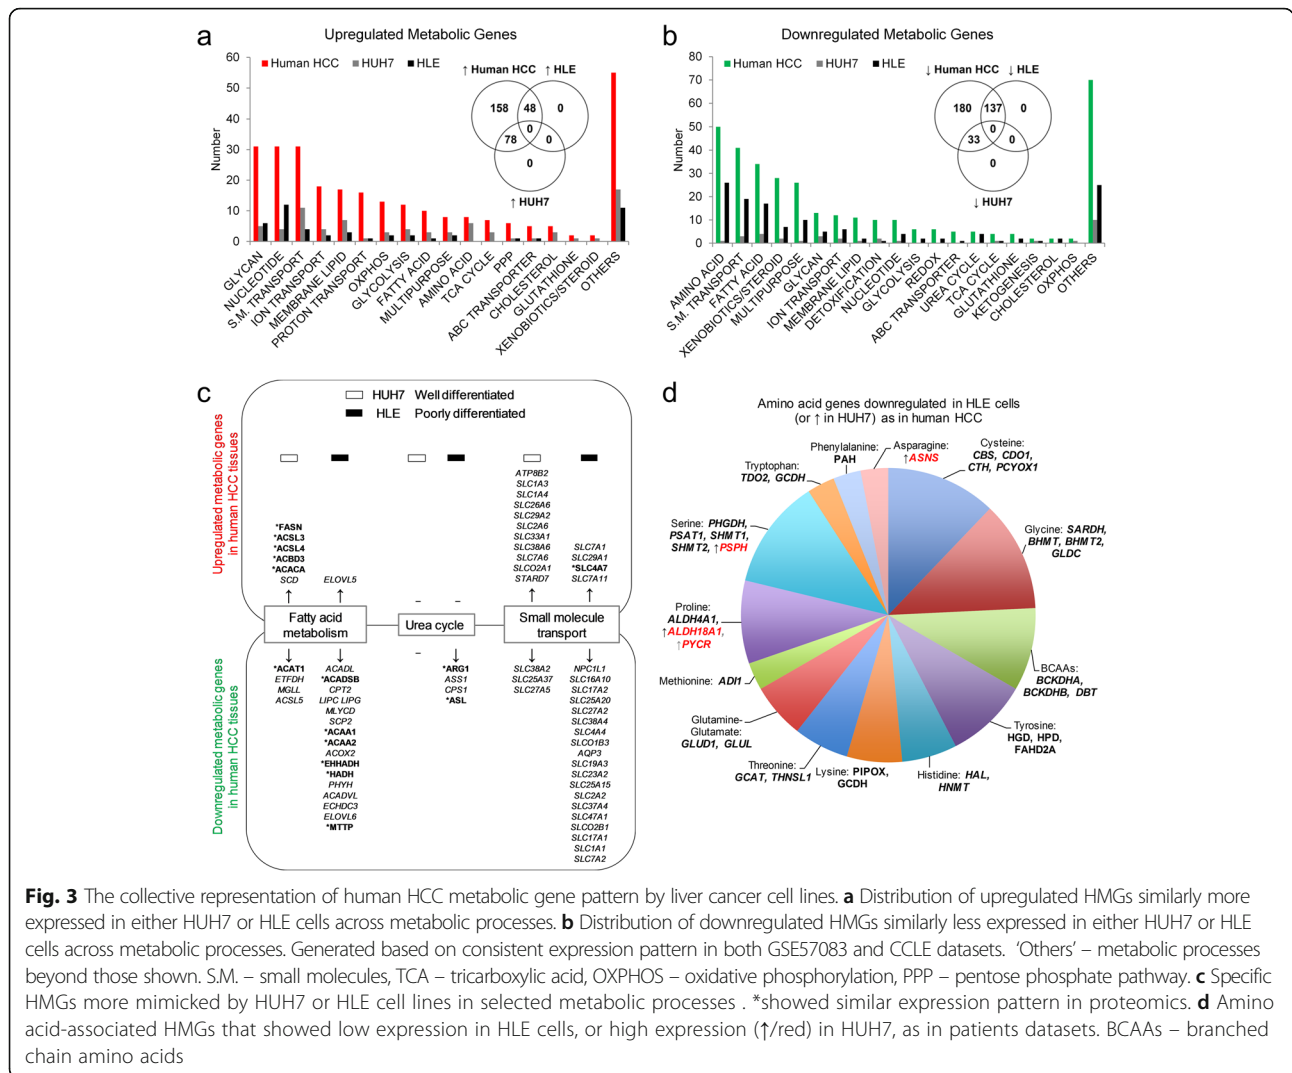 a
Upregulated Metabolic Genes
Human HCC
HUH7
HLE
Number
60
50
40
30
20
10
0
↑ Human HCC
↑ HLE
158
48
0
0
78
0
0
↑ HUH7
GLYCAN
NUCLEOTIDE
S.M. TRANSPORT
ION TRANSPORT
MEMBRANE LIPID
PROTON TRANSPORT
OXPHOS
GLYCOLYSIS
FATTY ACID
MULTIPURPOSE
AMINO ACID
TCA CYCLE
PPP
ABC TRANSPORTER
CHOLESTEROL
GLUTATHIONE
XENOBIOTICS/STEROID
OTHERS
b
Downregulated Metabolic Genes
Human HCC
HUH7
HLE
Number
80
70
60
50
40
30
20
10
0
↓ Human HCC
↓ HLE
180
137
0
0
33
0
0
↓ HUH7
AMINO ACID
S.M. TRANSPORT
FATTY ACID
XENOBIOTICS/STEROID
MULTIPURPOSE
GLYCAN
ION TRANSPORT
MEMBRANE LIPID
DETOXIFICATION
NUCLEOTIDE
GLYCOLYSIS
REDOX
ABC TRANSPORTER
UREA CYCLE
TCA CYCLE
GLUTATHIONE
KETOGENESIS
CHOLESTEROL
OXPHOS
OTHERS
c
HUH7 Well differentiated
HLE Poorly differentiated
Upregulated metabolic genes
in human HCC tissues
*FASN
*ACSL3
*ACSL4
*ACBD3
*ACACA
SCD
ELOVL5
ATP8B2
SLC1A3
SLC1A4
SLC26A6
SLC29A2
SLC2A6
SLC33A1
SLC38A6
SLC7A6
SLCO2A1
STARD7
SLC7A1
SLC29A1
*SLC4A7
SLC7A11
Fatty acid
metabolism
– –
Urea cycle
–
Small molecule
transport
Downregulated metabolic genes
in human HCC tissues
*ACAT1
ETFDH
MGLL
ACSL5
ACADL
*ACADSB
CPT2
LIPC LIPG
MLYCD
SCP2
*ACAA1
*ACAA2
ACOX2
*EHHADH
*HADH
PHYH
ACADVL
ECHDC3
ELOVL6
*MTTP
*ARG1
ASS1
CPS1
*ASL
SLC38A2
SLC25A37
SLC27A5
NPC1L1
SLC16A10
SLC17A2
SLC25A20
SLC27A2
SLC38A4
SLC4A4
SLCO1B3
AQP3
SLC19A3
SLC23A2
SLC25A15
SLC2A2
SLC37A4
SLC47A1
SLCO2B1
SLC17A1
SLC1A1
SLC7A2
d
Amino acid genes downregulated in HLE cells
(or ↑ in HUH7) as in human HCC
Phenylalanine:
PAH
Asparagine:
↑ASNS
Cysteine:
CBS, CDO1,
CTH, PCYOX1
Tryptophan:
TDO2, GCDH
Serine: PHGDH,
PSAT1, SHMT1,
SHMT2, ↑PSPH
Glycine: SARDH,
BHMT, BHMT2,
GLDC
Proline:
ALDH4A1,
↑ALDH18A1,
↑PYCR
BCAAs:
BCKDHA,
BCKDHB, DBT
Methionine: ADI1
Tyrosine:
HGD, HPD,
FAHD2A
Glutamine-
Glutamate:
GLUD1, GLUL
Threonine:
GCAT, THNSL1
Lysine: PIPOX,
GCDH
Histidine: HAL,
HNMT
Fig. 3 The collective representation of human HCC metabolic gene pattern by liver cancer cell lines. a Distribution of upregulated HMGs similarly more
expressed in either HUH7 or HLE cells across metabolic processes. b Distribution of downregulated HMGs similarly less expressed in either HUH7 or HLE
cells across metabolic processes. Generated based on consistent expression pattern in both GSE57083 and CCLE datasets. ‘Others’ – metabolic processes
beyond those shown. S.M. – small molecules, TCA – tricarboxylic acid, OXPHOS – oxidative phosphorylation, PPP – pentose phosphate pathway. c Specific
HMGs more mimicked by HUH7 or HLE cell lines in selected metabolic processes . *showed similar expression pattern in proteomics. d Amino
acid-associated HMGs that showed low expression in HLE cells, or high expression (↑/red) in HUH7, as in patients datasets. BCAAs – branched
chain amino acids